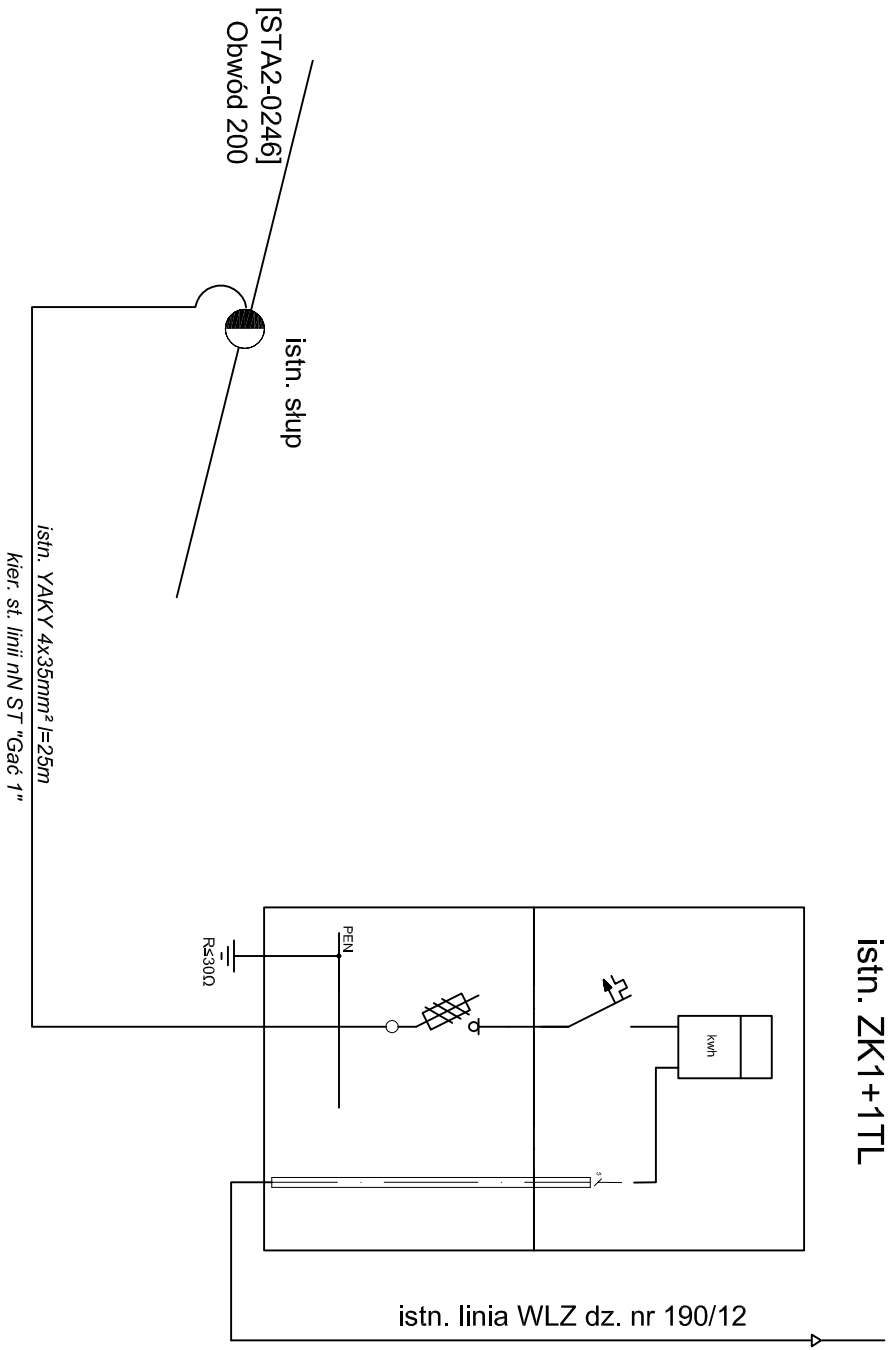 [STA2-0246]
Obwód 200
istn. słup
istn. YAKY 4x35mm² l=25m
kier. st. linii nN ST "Gać 1"
istn. ZK1+1TL
kwh
PEN
R≤30Ω
istn. linia WLZ dz. nr 190/12